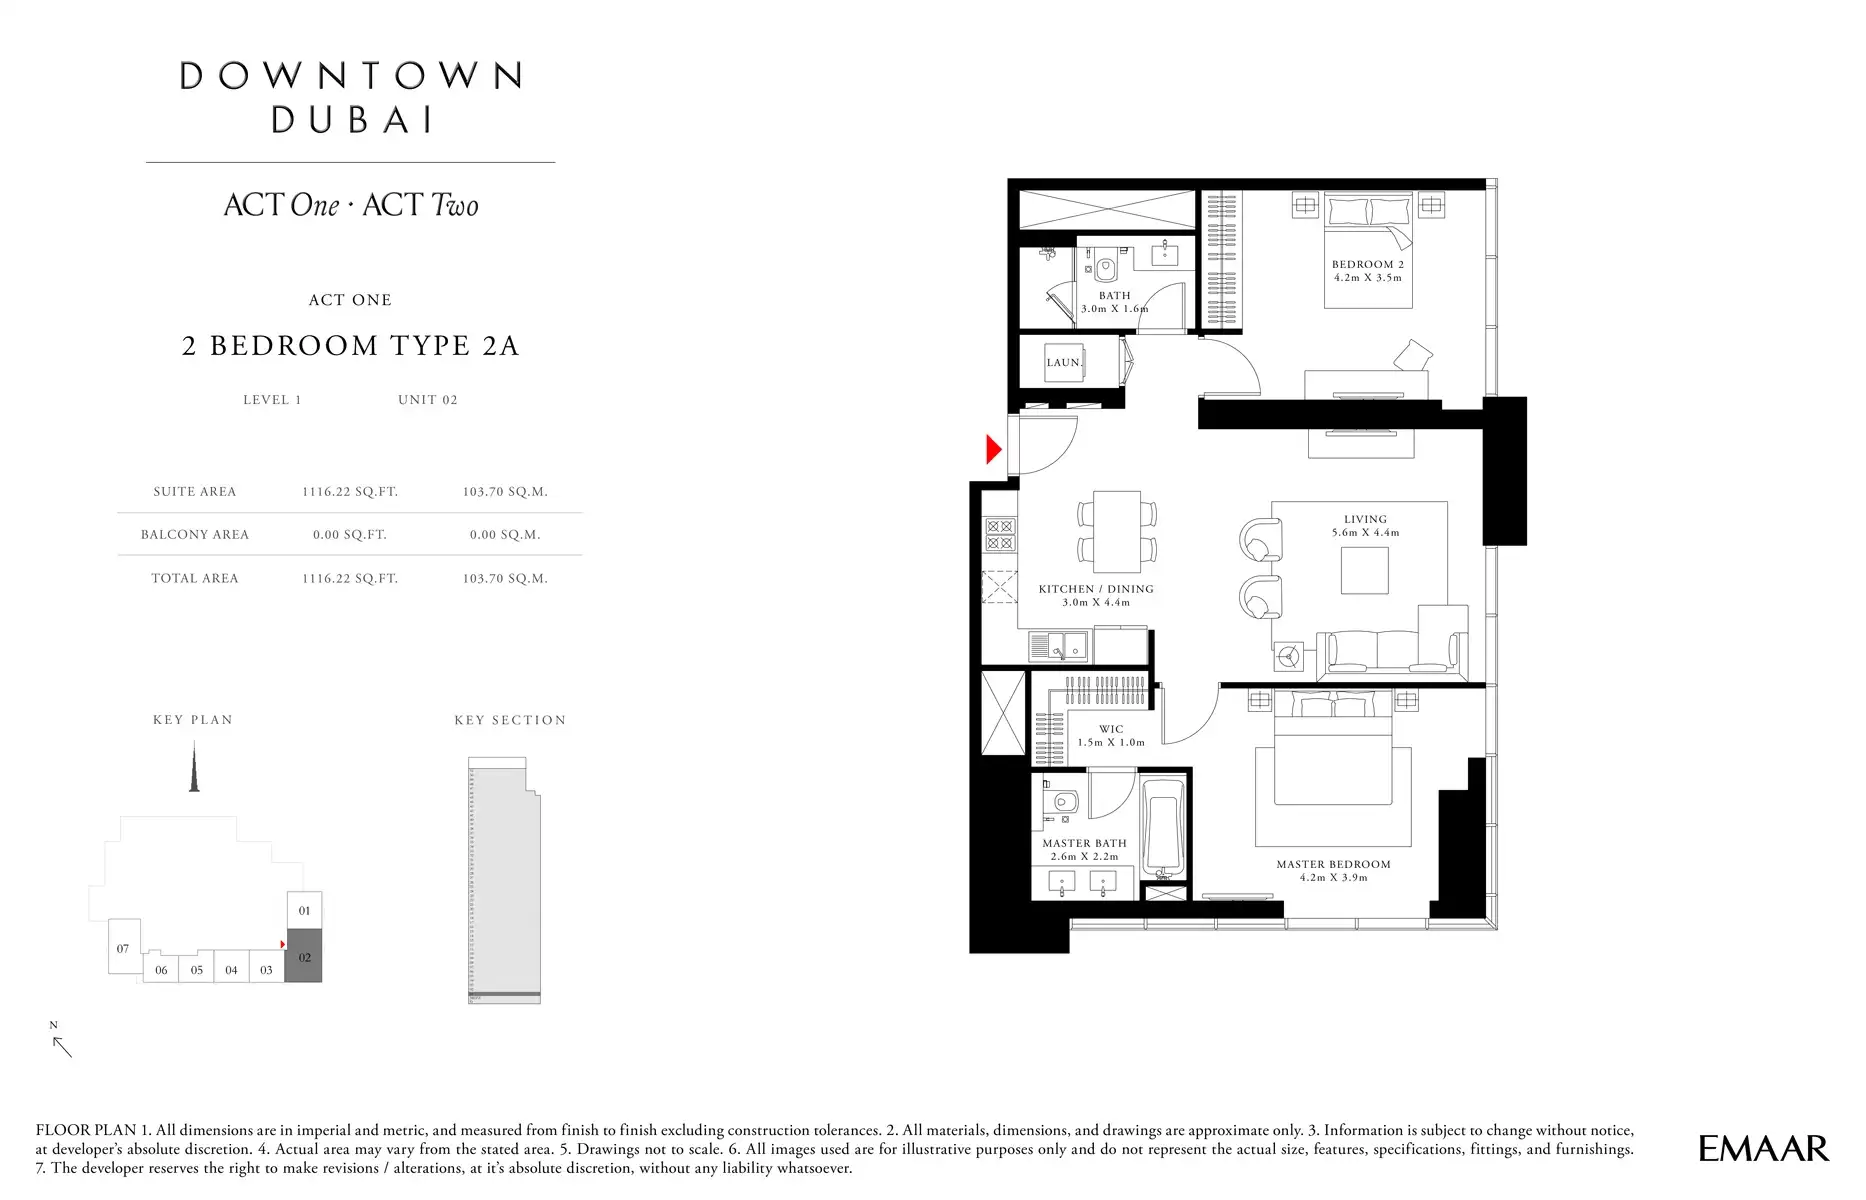 DOWNTOWN
DUBAI
ACT One · ACT Two
ACT ONE
2 BEDROOM TYPE 2A
LEVEL 1 UNIT 02
SUITE AREA 1116.22 SQ.FT. 103.70 SQ.M.
BALCONY AREA 0.00 SQ.FT. 0.00 SQ.M.
TOTAL AREA 1116.22 SQ.FT. 103.70 SQ.M.
KEY PLAN KEY SECTION
01
02
03
04
05
06
07
N
BEDROOM 2
4.2m X 3.5m
BATH
3.0m X 1.6m
LAUN.
LIVING
5.6m X 4.4m
KITCHEN / DINING
3.0m X 4.4m
WIC
1.5m X 1.0m
MASTER BATH
2.6m X 2.2m
MASTER BEDROOM
4.2m X 3.9m
FLOOR PLAN 1. All dimensions are in imperial and metric, and measured from finish to finish excluding construction tolerances. 2. All materials, dimensions, and drawings are approximate only. 3. Information is subject to change without notice,
at developer's absolute discretion. 4. Actual area may vary from the stated area. 5. Drawings not to scale. 6. All images used are for illustrative purposes only and do not represent the actual size, features, specifications, fittings, and furnishings.
7. The developer reserves the right to make revisions / alterations, at it's absolute discretion, without any liability whatsoever.
EMAAR